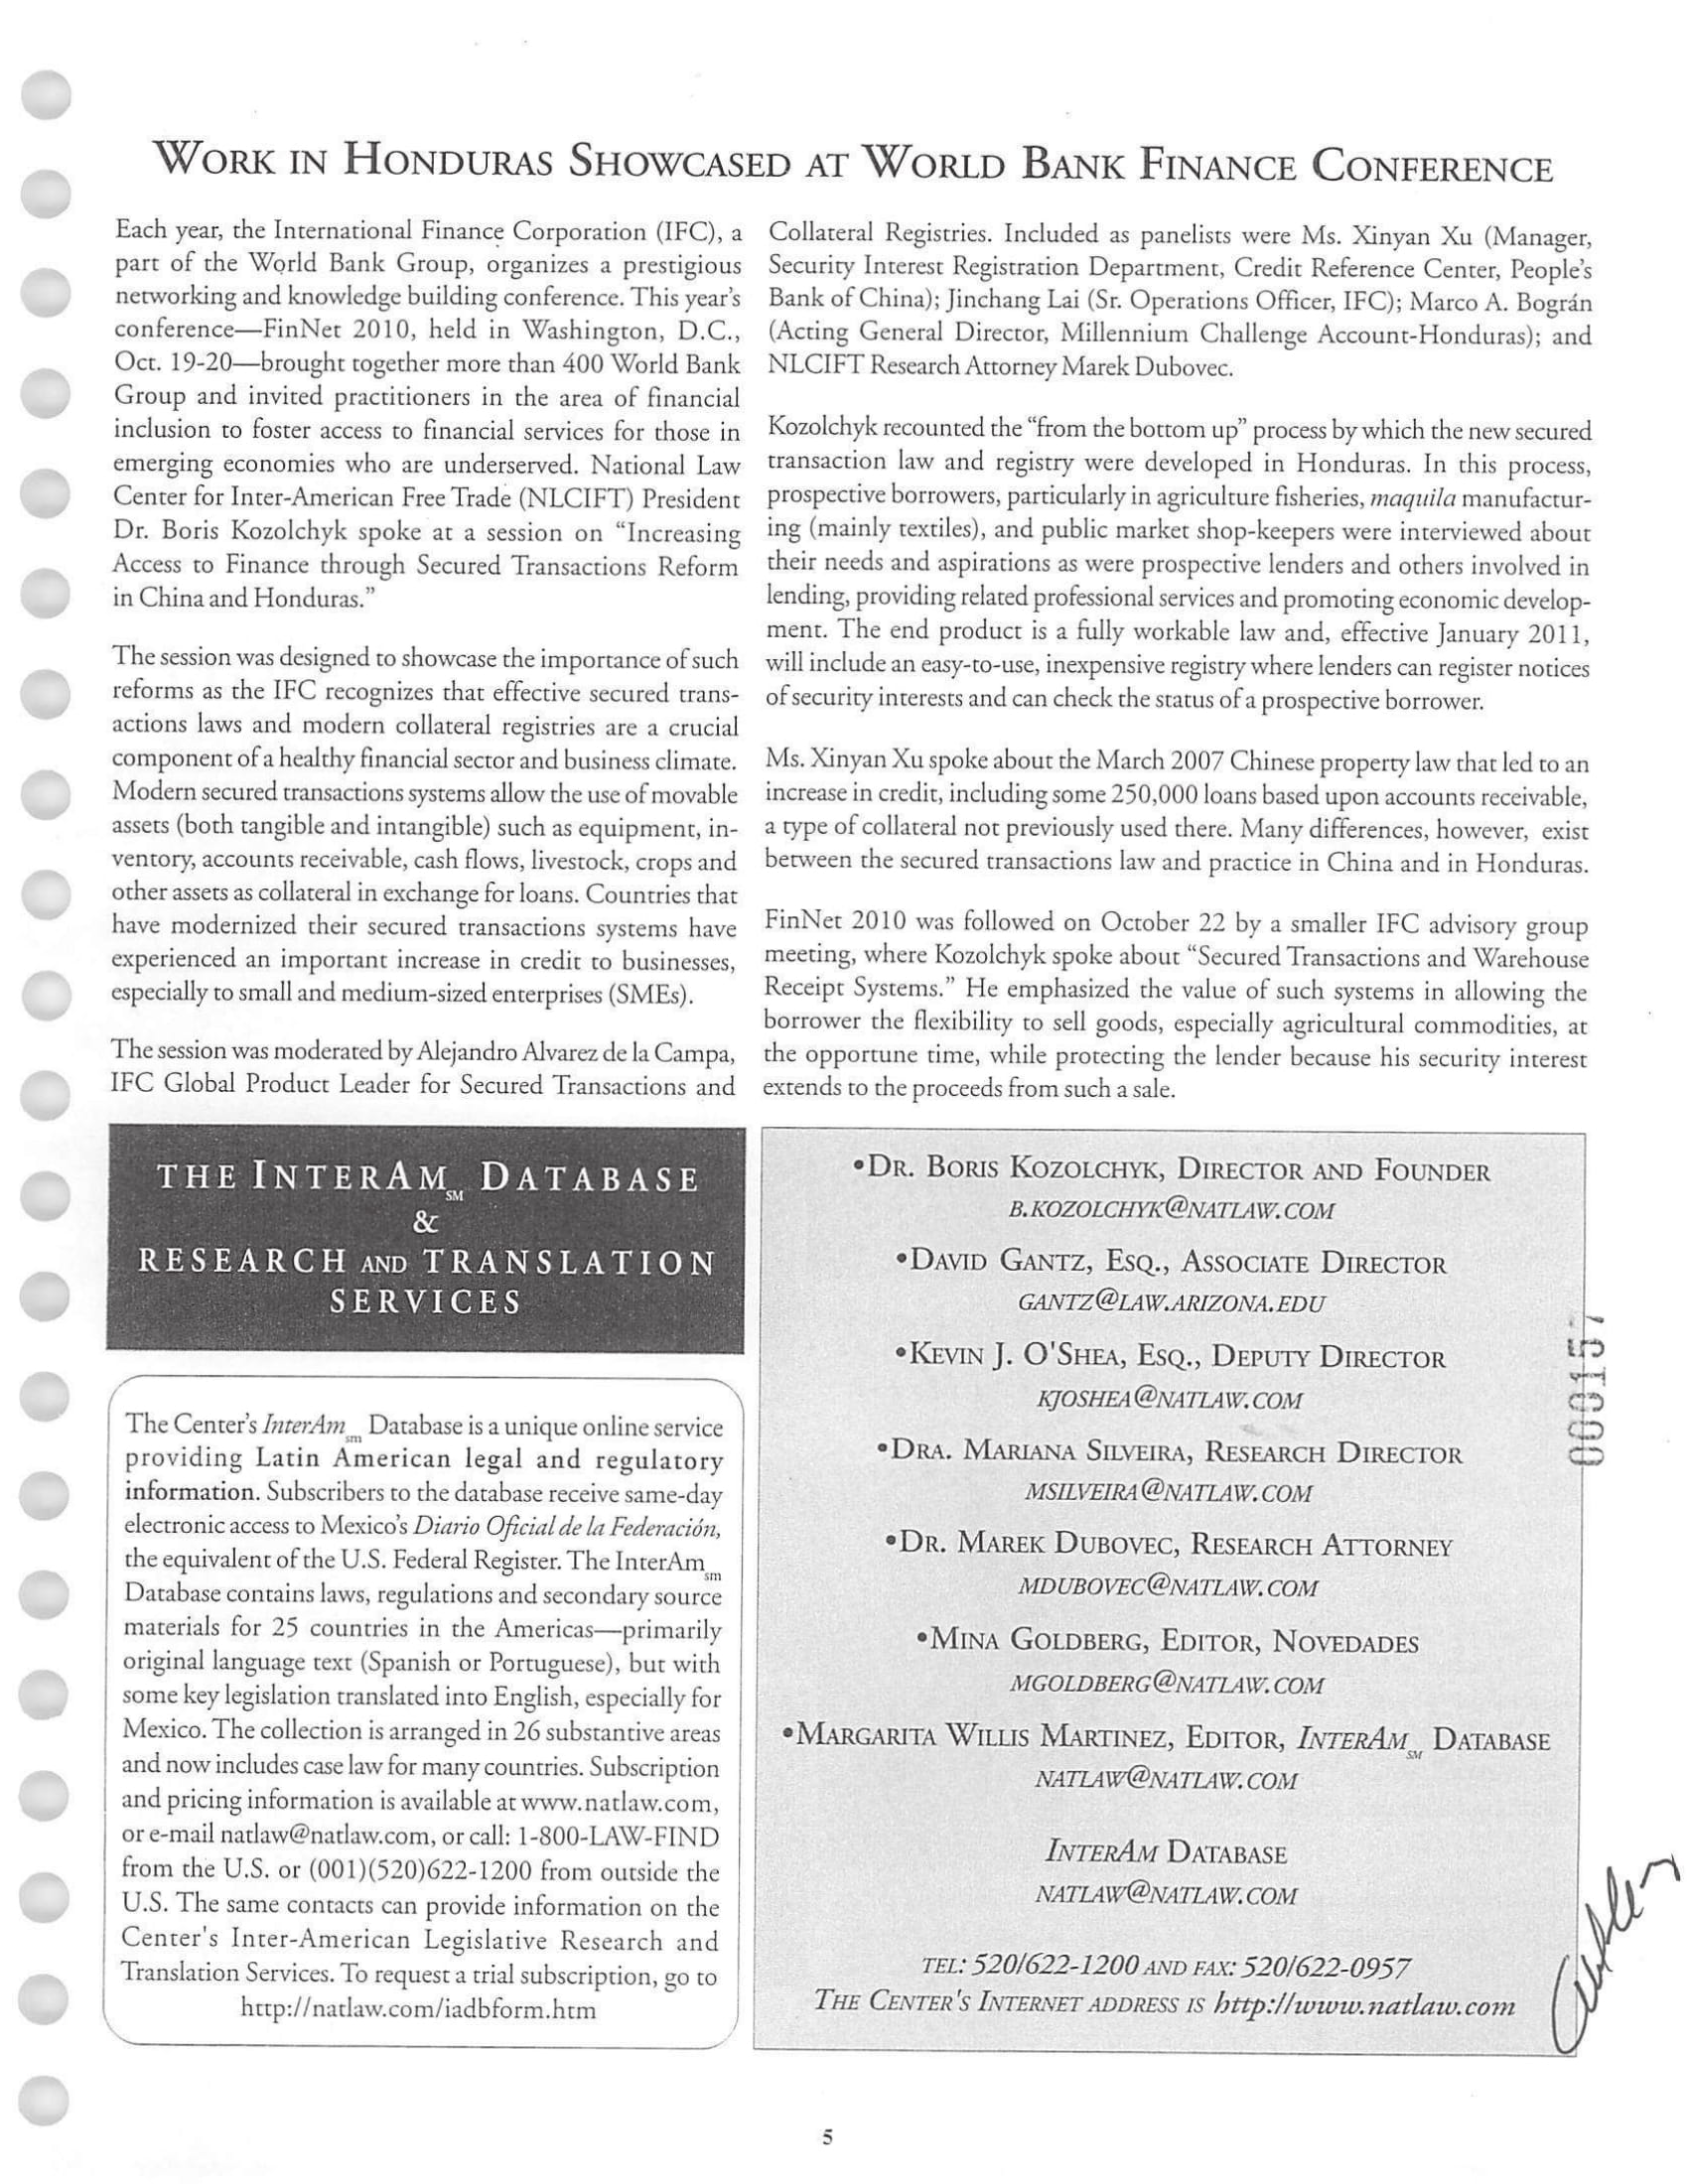 WORK IN HONDURAS SHOWCASED AT WORLD BANK FINANCE CONFERENCE
Each year, the International Finance Corporation (IFC), a
part of the World Bank Group, organizes a prestigious
networking and knowledge building conference. This year's
conference—FinNet 2010, held in Washington, D.C.,
Oct. 19-20—brought together more than 400 World Bank
Group and invited practitioners in the area of financial
inclusion to foster access to financial services for those in
emerging economies who are underserved. National Law
Center for Inter-American Free Trade (NLCIFT) President
Dr. Boris Kozolchyk spoke at a session on “Increasing
Access to Finance through Secured Transactions Reform
in China and Honduras.”
The session was designed to showcase the importance of such
reforms as the IFC recognizes that effective secured trans-
actions laws and modern collateral registries are a crucial
component of a healthy financial sector and business climate.
Modern secured transactions systems allow the use of movable
assets (both tangible and intangible) such as equipment, in-
ventory, accounts receivable, cash flows, livestock, crops and
other assets as collateral in exchange for loans. Countries that
have modernized their secured transactions systems have
experienced an important increase in credit to businesses,
especially to small and medium-sized enterprises (SMEs).
The session was moderated by Alejandro Alvarez de la Campa,
IFC Global Product Leader for Secured Transactions and
Collateral Registries. Included as panelists were Ms. Xinyan Xu (Manager,
Security Interest Registration Department, Credit Reference Center, People's
Bank of China); Jinchang Lai (Sr. Operations Officer, IFC); Marco A. Bográn
(Acting General Director, Millennium Challenge Account-Honduras); and
NLCIFT Research Attorney Marek Dubovec.
Kozolchyk recounted the “from the bottom up” process by which the new secured
transaction law and registry were developed in Honduras. In this process,
prospective borrowers, particularly in agriculture fisheries, maquila manufactur-
ing (mainly textiles), and public market shop-keepers were interviewed about
their needs and aspirations as were prospective lenders and others involved in
lending, providing related professional services and promoting economic develop-
ment. The end product is a fully workable law and, effective January 2011,
will include an easy-to-use, inexpensive registry where lenders can register notices
of security interests and can check the status of a prospective borrower.
Ms. Xinyan Xu spoke about the March 2007 Chinese property law that led to an
increase in credit, including some 250,000 loans based upon accounts receivable,
a type of collateral not previously used there. Many differences, however, exist
between the secured transactions law and practice in China and in Honduras.
FinNet 2010 was followed on October 22 by a smaller IFC advisory group
meeting, where Kozolchyk spoke about “Secured Transactions and Warehouse
Receipt Systems.” He emphasized the value of such systems in allowing the
borrower the flexibility to sell goods, especially agricultural commodities, at
the opportune time, while protecting the lender because his security interest
extends to the proceeds from such a sale.
THE INTERAM SM DATABASE
&
RESEARCH AND TRANSLATION
SERVICES
The Center's InterAm sm Database is a unique online service
providing Latin American legal and regulatory
information. Subscribers to the database receive same-day
electronic access to Mexico's Diario Oficial de la Federación,
the equivalent of the U.S. Federal Register. The InterAm sm
Database contains laws, regulations and secondary source
materials for 25 countries in the Americas—primarily
original language text (Spanish or Portuguese), but with
some key legislation translated into English, especially for
Mexico. The collection is arranged in 26 substantive areas
and now includes case law for many countries. Subscription
and pricing information is available at www.natlaw.com,
or e-mail natlaw@natlaw.com, or call: 1-800-LAW-FIND
from the U.S. or (001)(520)622-1200 from outside the
U.S. The same contacts can provide information on the
Center's Inter-American Legislative Research and
Translation Services. To request a trial subscription, go to
http://natlaw.com/iadbform.htm
•DR. BORIS KOZOLCHYK, DIRECTOR AND FOUNDER
B.KOZOLCHYK@NATLAW.COM
•DAVID GANTZ, ESQ., ASSOCIATE DIRECTOR
GANTZ@LAW.ARIZONA.EDU
•KEVIN J. O'SHEA, ESQ., DEPUTY DIRECTOR
KJOSHEA@NATLAW.COM
•DRA. MARIANA SILVEIRA, RESEARCH DIRECTOR
MSILVEIRA@NATLAW.COM
•DR. MAREK DUBOVEC, RESEARCH ATTORNEY
MDUBOVEC@NATLAW.COM
•MINA GOLDBERG, EDITOR, NOVEDADES
MGOLDBERG@NATLAW.COM
•MARGARITA WILLIS MARTINEZ, EDITOR, INTERAM SM DATABASE
NATLAW@NATLAW.COM
INTERAM DATABASE
NATLAW@NATLAW.COM
TEL: 520/622-1200 AND FAX: 520/622-0957
THE CENTER'S INTERNET ADDRESS IS http://www.natlaw.com
000157
5